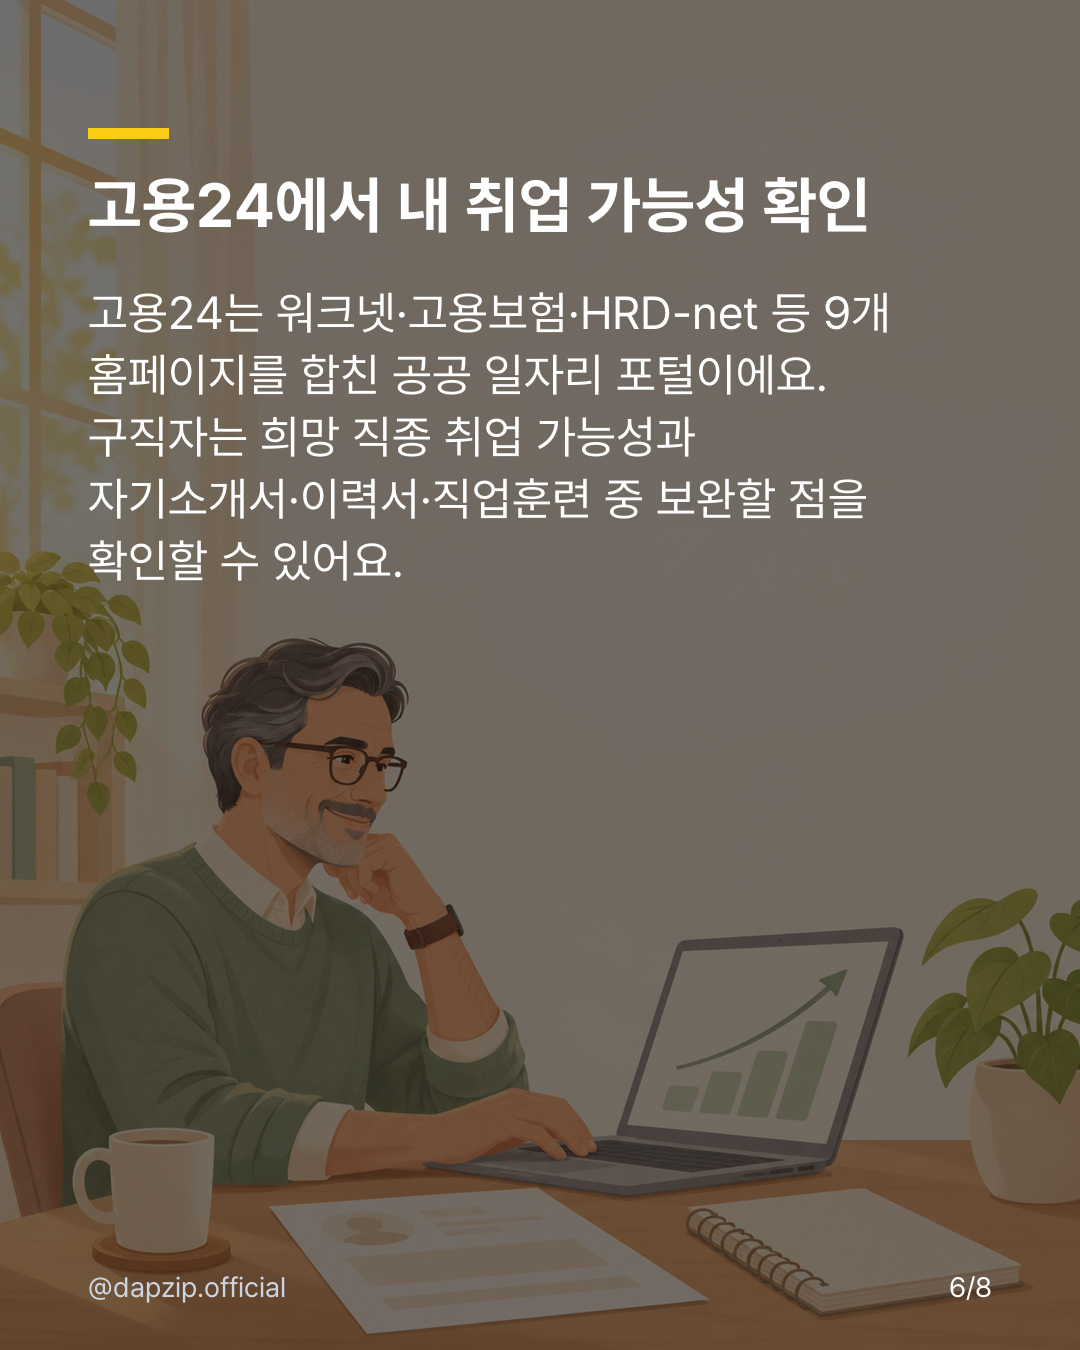 고용24에서 내 취업 가능성 확인
고용24는 워크넷·고용보험·HRD-net 등 9개
홈페이지를 합친 공공 일자리 포털이에요.
구직자는 희망 직종 취업 가능성과
자기소개서·이력서·직업훈련 중 보완할 점을
확인할 수 있어요.
@dapzip.official
6/8